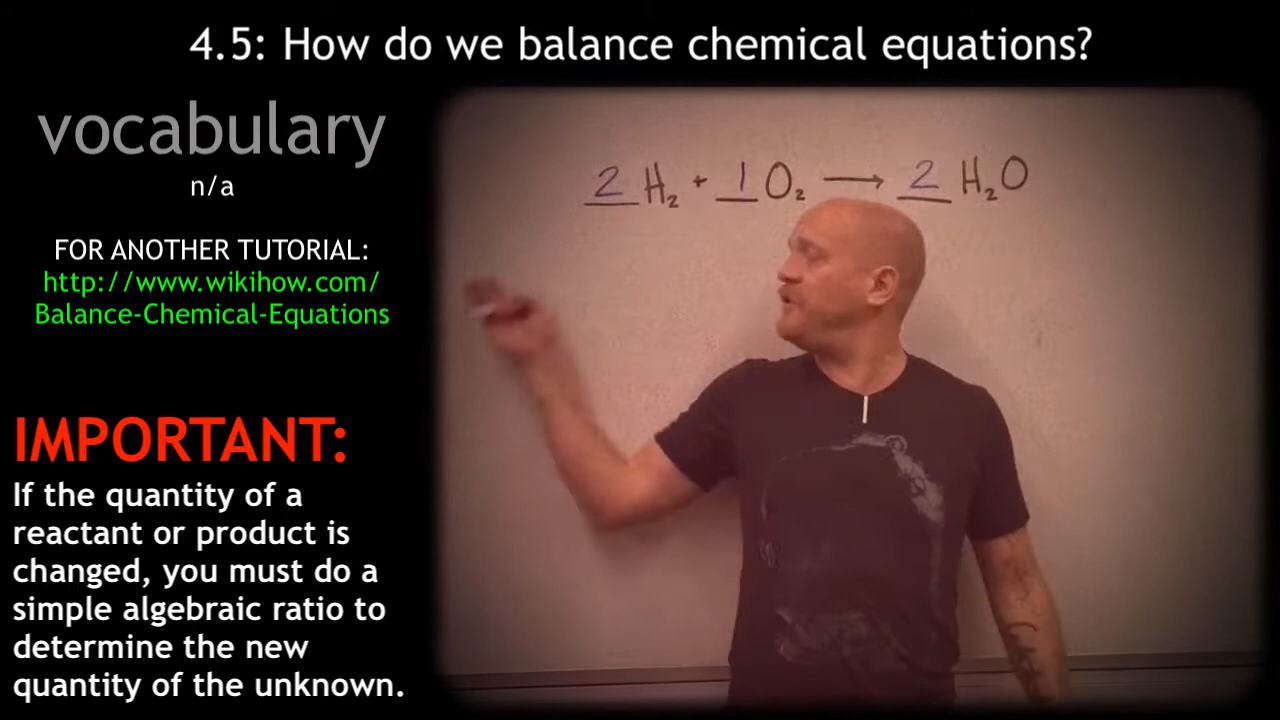 4.5: How do we balance chemical equations?
vocabulary
n/a
FOR ANOTHER TUTORIAL:
http://www.wikihow.com/
Balance-Chemical-Equations
IMPORTANT:
If the quantity of a
reactant or product is
changed, you must do a
simple algebraic ratio to
determine the new
quantity of the unknown.
2 H₂ + 1 O₂ → 2 H₂O